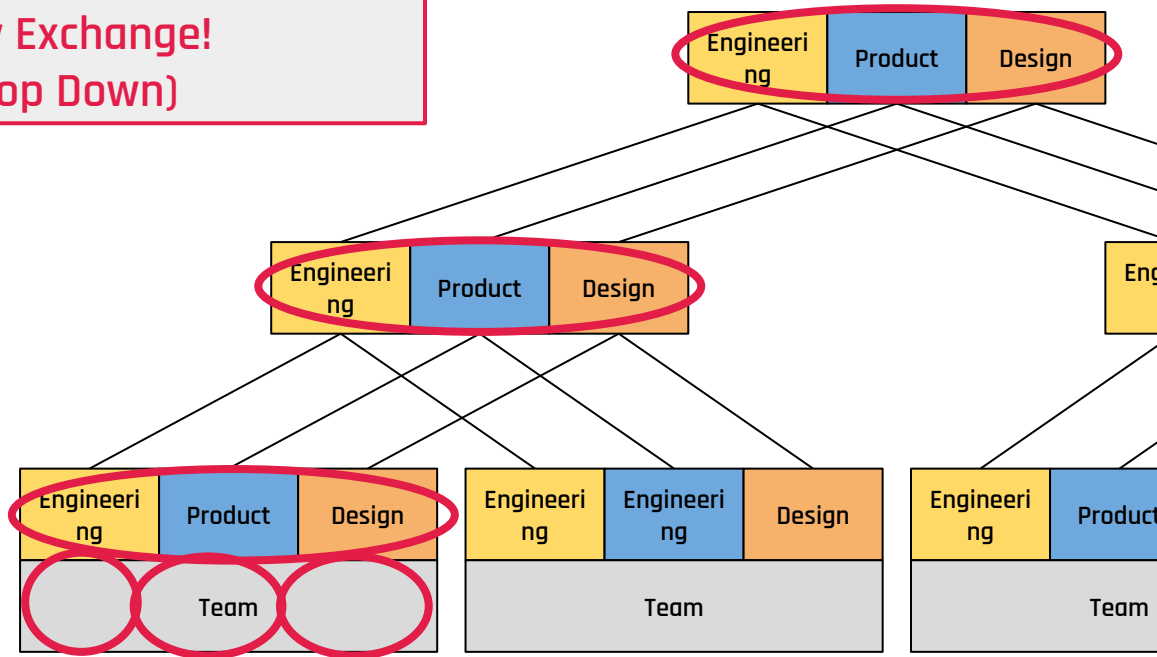 Exchange!
op Down)
Engineeri
ng
Product
Design
Engineeri
ng
Product
Design
Eng
Engineeri
ng
Product
Design
Engineeri
ng
Engineeri
ng
Design
Engineeri
ng
Product
Team
Team
Team